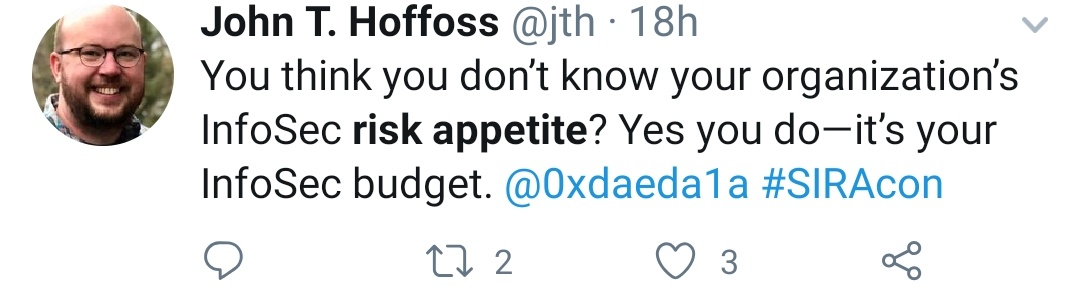 John T. Hoffoss @jth · 18h
You think you don’t know your organization’s
InfoSec risk appetite? Yes you do—it’s your
InfoSec budget. @0xdaeda1a #SIRAcon
2 3